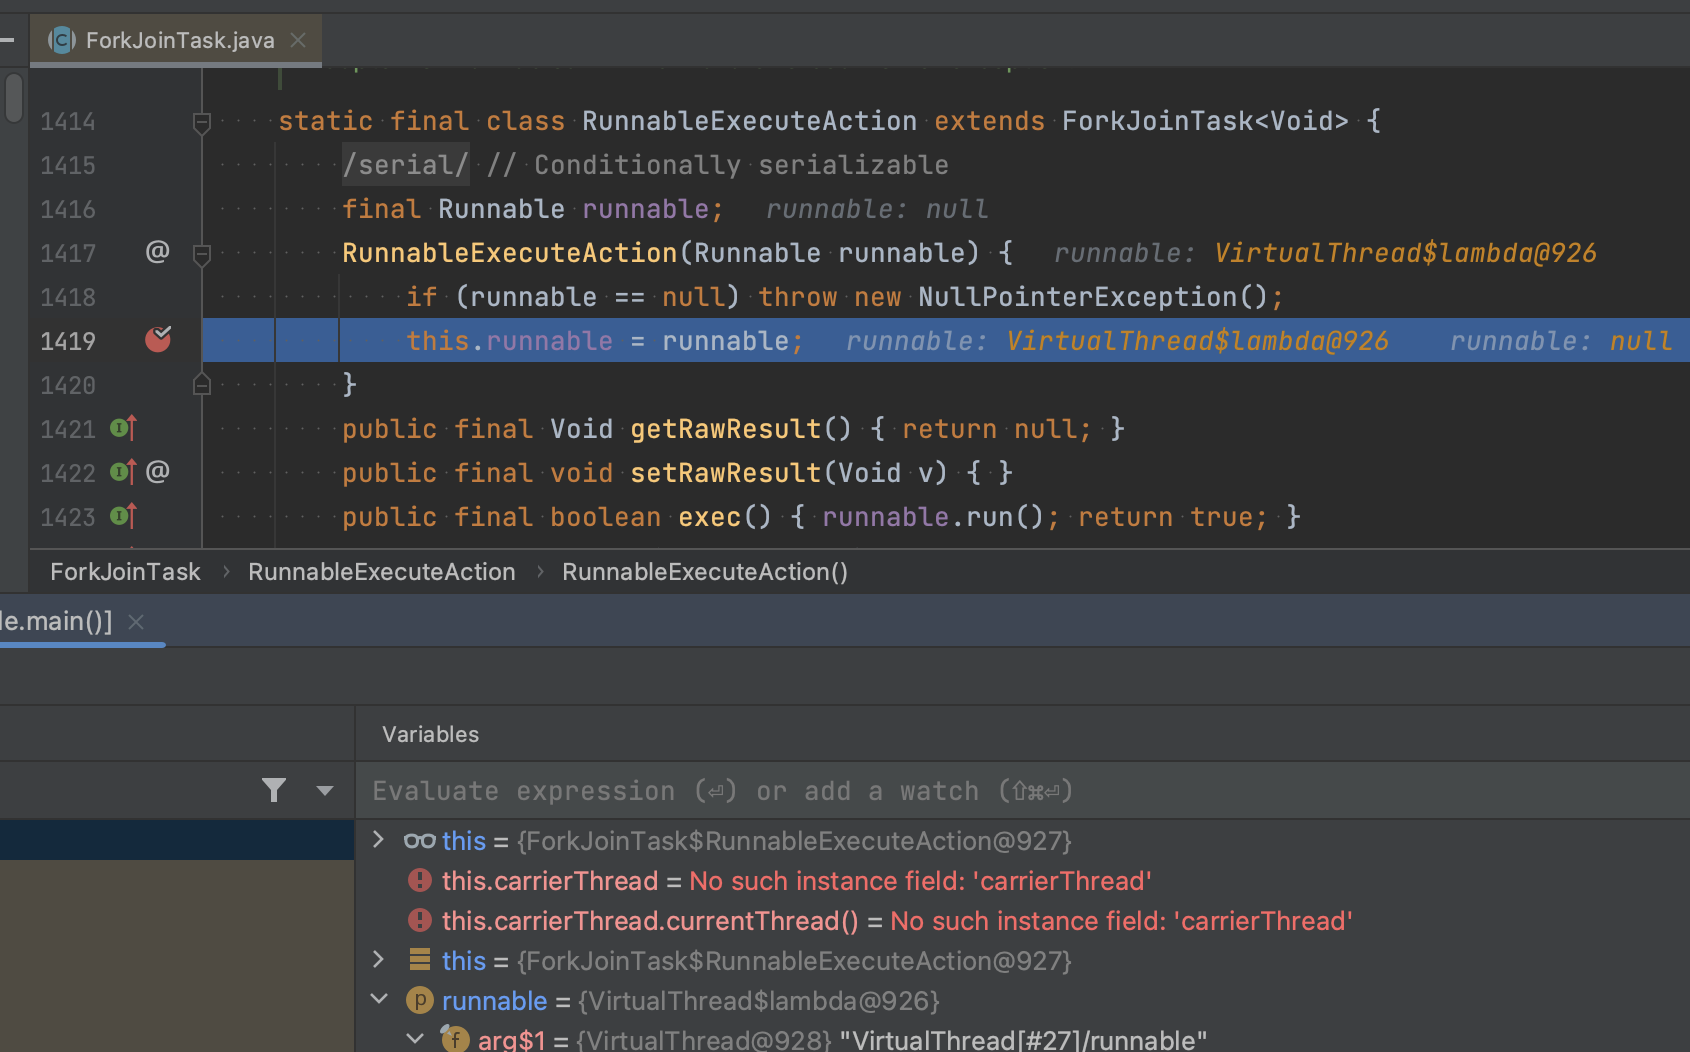 ForkJoinTask.java
1414 static final class RunnableExecuteAction extends ForkJoinTask<Void> {
1415 /serial/ // Conditionally serializable
1416 final Runnable runnable; runnable: null
1417 @ RunnableExecuteAction(Runnable runnable) { runnable: VirtualThread$lambda@926
1418 if (runnable == null) throw new NullPointerException();
1419 this.runnable = runnable; runnable: VirtualThread$lambda@926 runnable: null
1420 }
1421 public final Void getRawResult() { return null; }
1422 @ public final void setRawResult(Void v) { }
1423 public final boolean exec() { runnable.run(); return true; }
ForkJoinTask › RunnableExecuteAction › RunnableExecuteAction()
le.main()]
Variables
Evaluate expression (⏎) or add a watch (⇧⌘⏎)
this = {ForkJoinTask$RunnableExecuteAction@927}
this.carrierThread = No such instance field: 'carrierThread'
this.carrierThread.currentThread() = No such instance field: 'carrierThread'
this = {ForkJoinTask$RunnableExecuteAction@927}
runnable = {VirtualThread$lambda@926}
arg$1 = {VirtualThread@928} "VirtualThread[#27]/runnable"